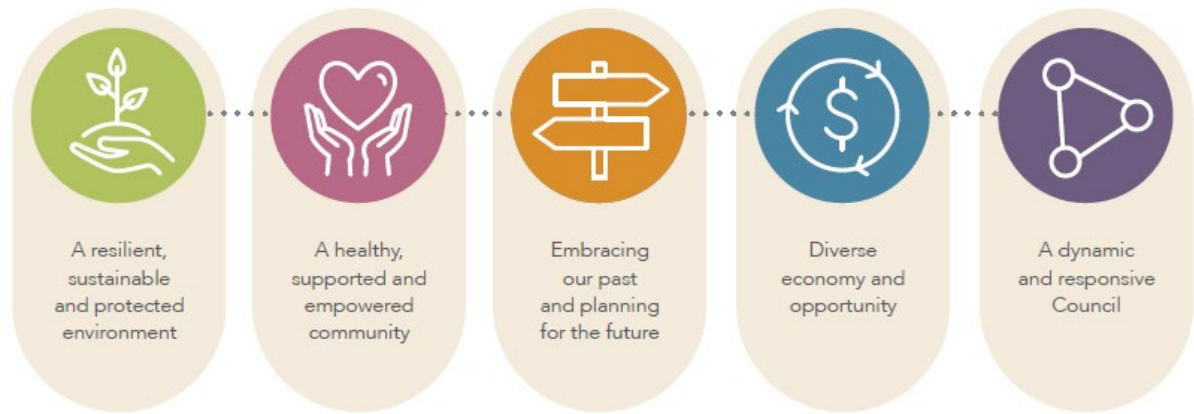 A resilient,
sustainable
and protected
environment
A healthy,
supported and
empowered
community
Embracing
our past
and planning
for the future
$
Diverse
economy and
opportunity
A dynamic
and responsive
Council